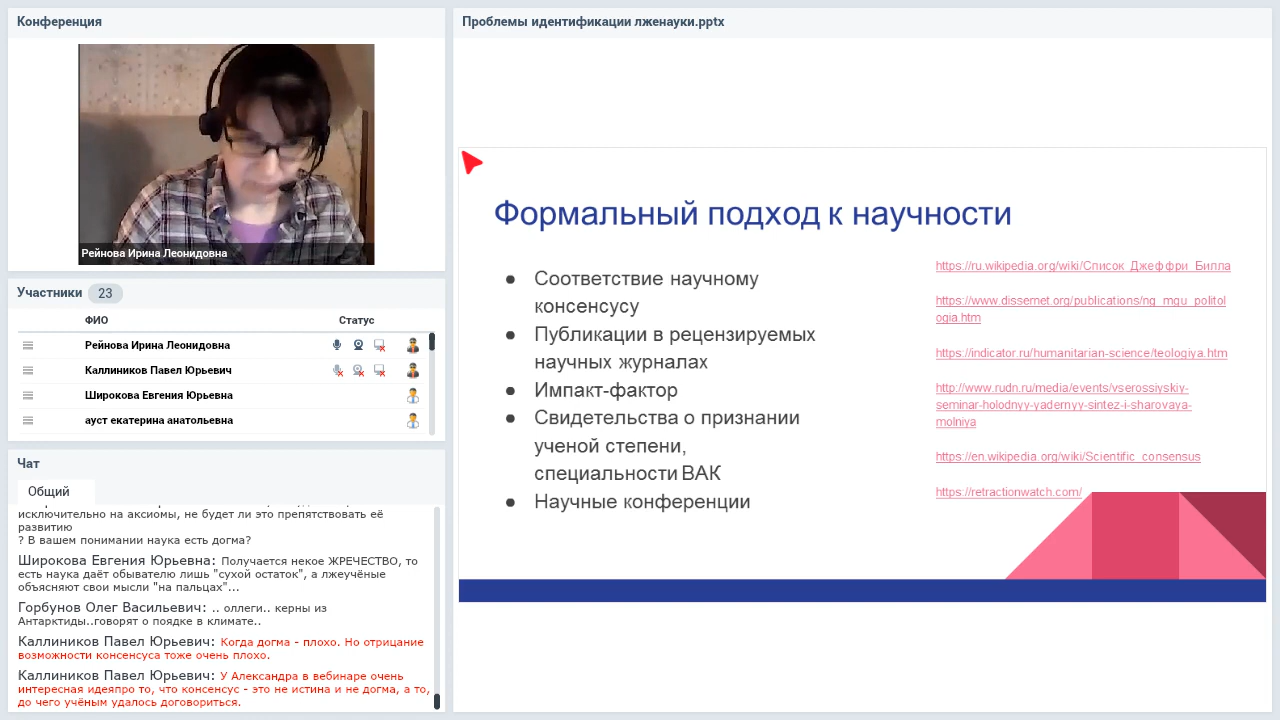 Конференция
Рейнова Ирина Леонидовна
Участники 23
ФИО Статус
Рейнова Ирина Леонидовна
Каллиников Павел Юрьевич
Широкова Евгения Юрьевна
ауст екатерина анатольевна
Чат
Общий
исключительно на аксиомы, не будет ли это препятствовать её
развитию
? В вашем понимании наука есть догма?
Широкова Евгения Юрьевна: Получается некое ЖРЕЧЕСТВО, то
есть наука даёт обывателю лишь "сухой остаток", а лжеучёные
объясняют свои мысли "на пальцах"...
Горбунов Олег Васильевич: .. оллеги.. керны из
Антарктиды..говорят о поядке в климате..
Каллиников Павел Юрьевич: Когда догма - плохо. Но отрицание
возможности консенсуса тоже очень плохо.
Каллиников Павел Юрьевич: У Александра в вебинаре очень
интересная идеяпро то, что консенсус - это не истина и не догма, а то,
до чего учёным удалось договориться.
Проблемы идентификации лженауки.pptx
Формальный подход к научности
● Соответствие научному
консенсусу
● Публикации в рецензируемых
научных журналах
● Импакт-фактор
● Свидетельства о признании
ученой степени,
специальности ВАК
● Научные конференции
https://ru.wikipedia.org/wiki/Список_Джеффри_Билла
https://www.dissernet.org/publications/ng_mgu_politol
ogia.htm
https://indicator.ru/humanitarian-science/teologiya.htm
http://www.rudn.ru/media/events/vserossiyskiy-
seminar-holodnyy-yadernyy-sintez-i-sharovaya-
molniya
https://en.wikipedia.org/wiki/Scientific_consensus
https://retractionwatch.com/